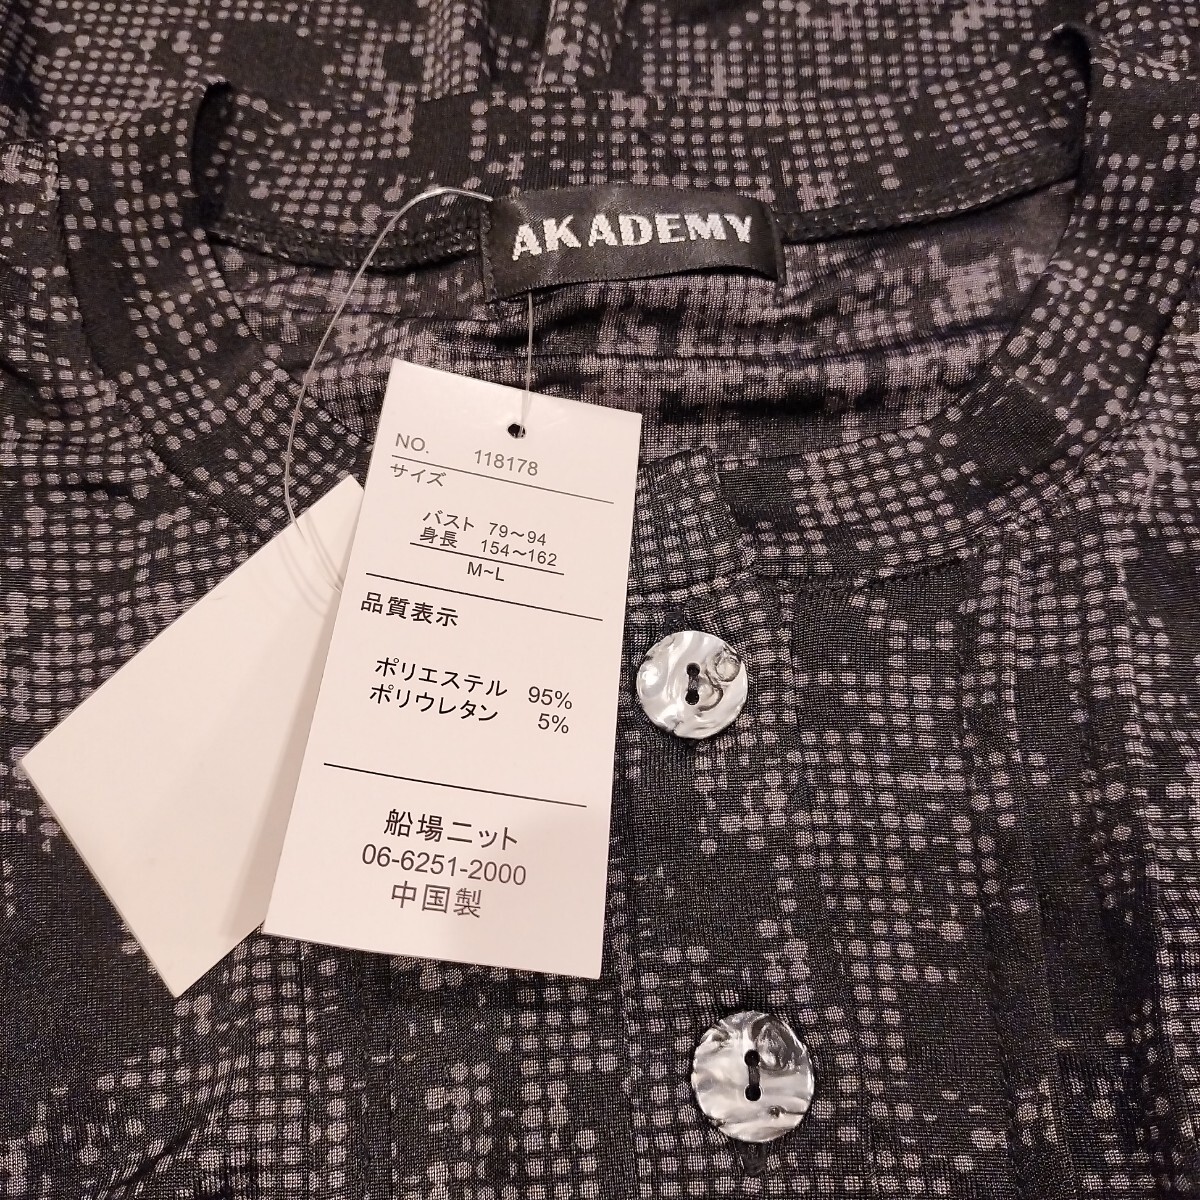 AKADEMY
NO. 118178
サイズ
バスト 79～94
身長 154～162
M~L
品質表示
ポリエステル 95%
ポリウレタン 5%
船場ニット
06-6251-2000
中国製